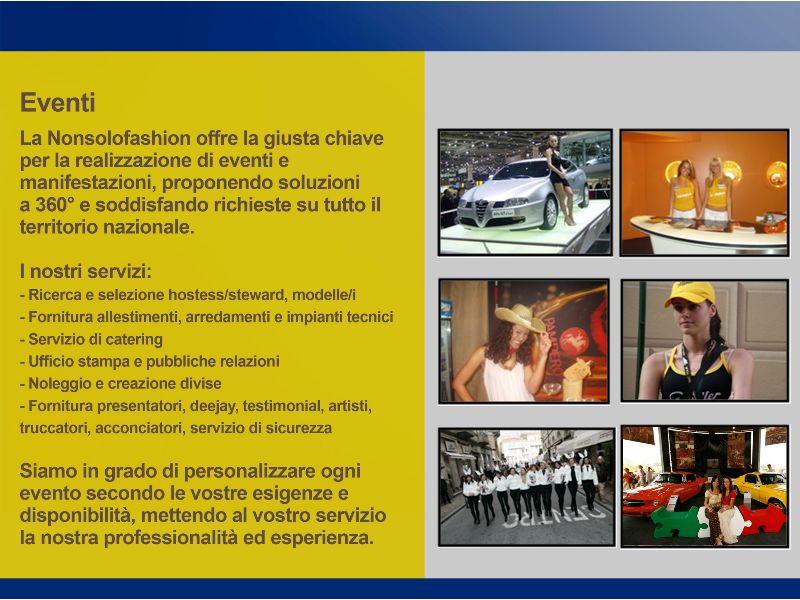 Eventi
La Nonsolofashion offre la giusta chiave
per la realizzazione di eventi e
manifestazioni, proponendo soluzioni
a 360° e soddisfando richieste su tutto il
territorio nazionale.
I nostri servizi:
- Ricerca e selezione hostess/steward, modelle/i
- Fornitura allestimenti, arredamenti e impianti tecnici
- Servizio di catering
- Ufficio stampa e pubbliche relazioni
- Noleggio e creazione divise
- Fornitura presentatori, deejay, testimonial, artisti,
truccatori, acconciatori, servizio di sicurezza
Siamo in grado di personalizzare ogni
evento secondo le vostre esigenze e
disponibilità, mettendo al vostro servizio
la nostra professionalità ed esperienza.
CENTRO